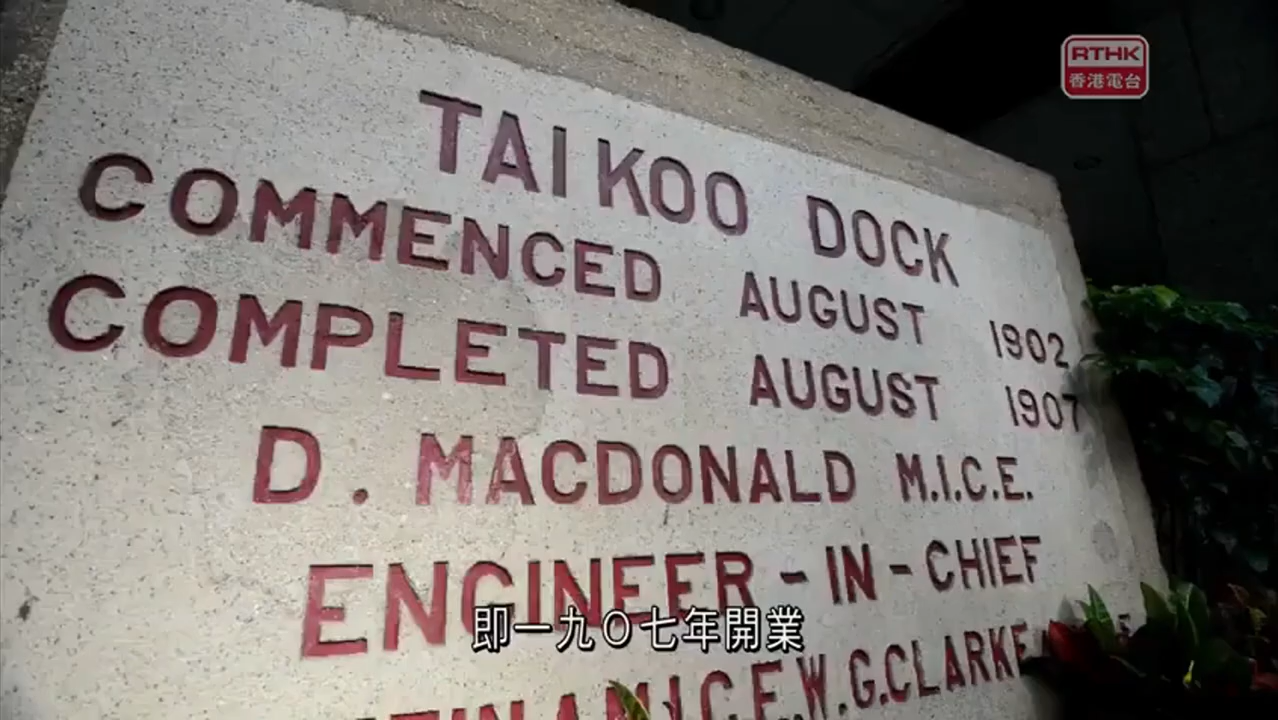 RTHK
香港電台
TAIKOO DOCK
COMMENCED AUGUST 1902
COMPLETED AUGUST 1907
D. MACDONALD M.I.C.E.
ENGINEER-IN-CHIEF
即一九〇七年開業
M.I.C.E. W.G.CLARKE